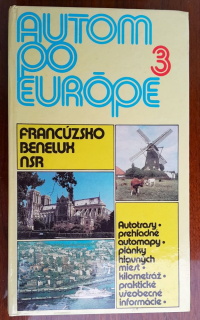 AUTOM
PO
EURÓPE
3
FRANCÚZSKO
BENELUX
NSR
Autotrasy •
prehľadné
automapy •
plánky
hlavných
miest •
kilometráž •
praktické
všeobecné
informácie •